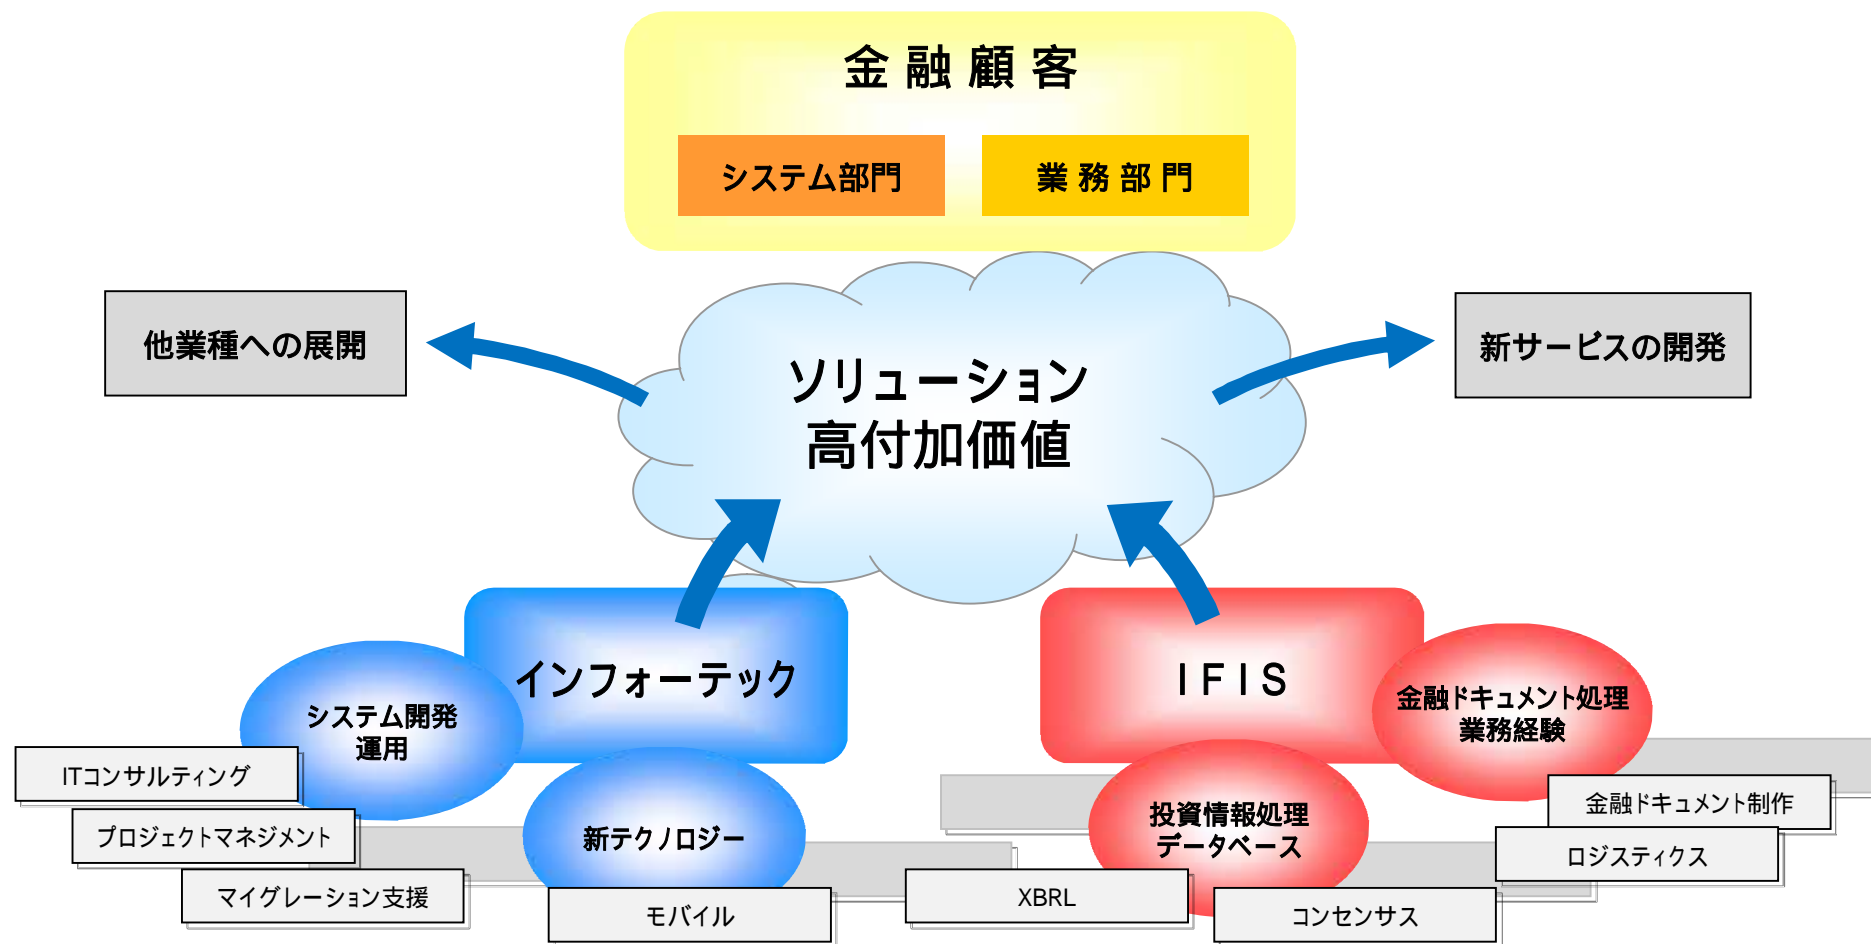 金融顧客
システム部門
業務部門
他業種への展開
新サービスの開発
ソリューション
高付加価値
インフォーテック
IFIS
システム開発
運用
金融ドキュメント処理
業務経験
ITコンサルティング
プロジェクトマネジメント
マイグレーション支援
新テクノロジー
モバイル
投資情報処理
データベース
XBRL
コンセンサス
金融ドキュメント制作
ロジスティクス